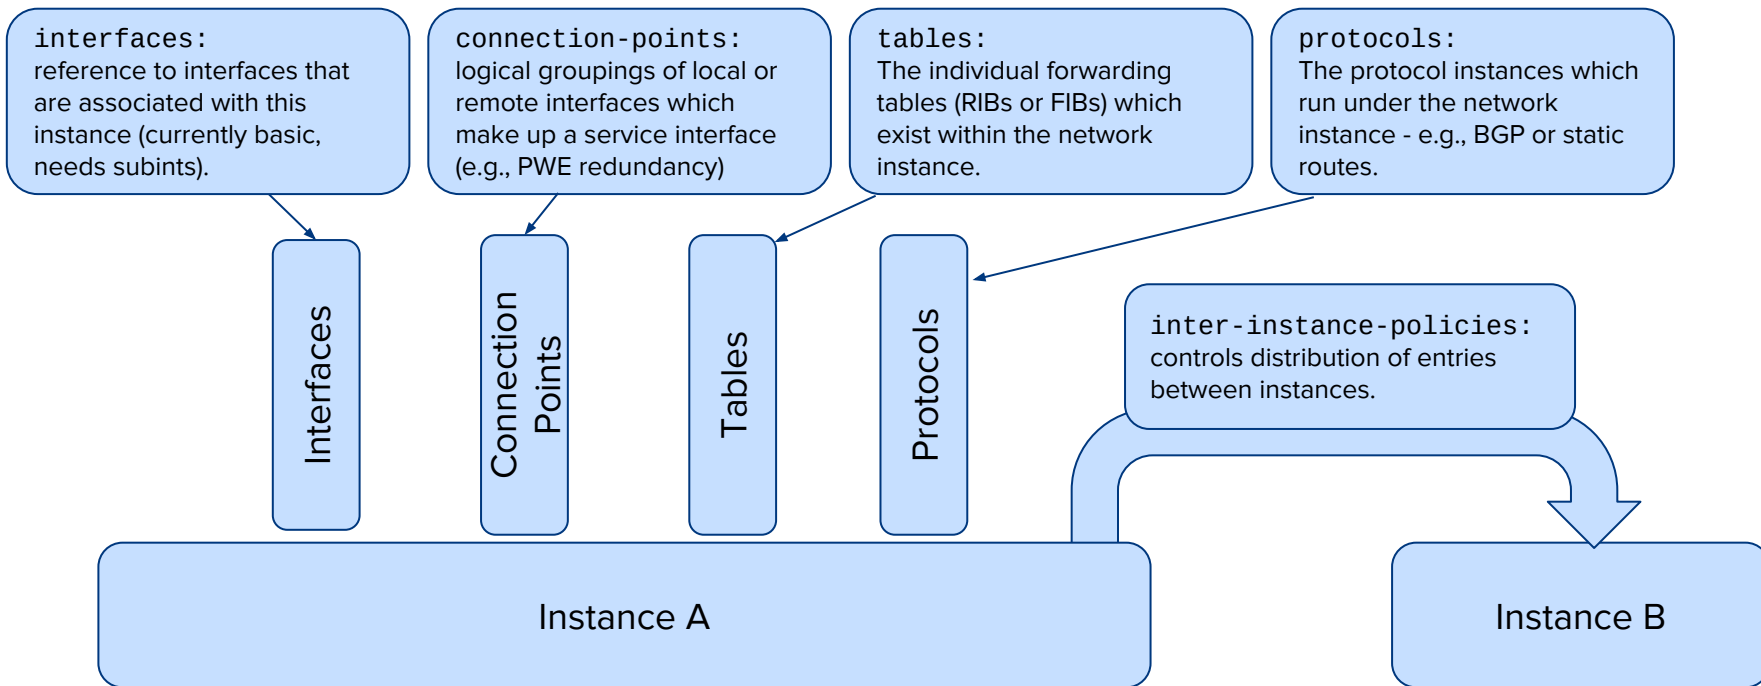 interfaces:
reference to interfaces that
are associated with this
instance (currently basic,
needs subints).
connection-points:
logical groupings of local or
remote interfaces which
make up a service interface
(e.g., PWE redundancy)
tables:
The individual forwarding
tables (RIBs or FIBs) which
exist within the network
instance.
protocols:
The protocol instances which
run under the network
instance - e.g., BGP or static
routes.
Interfaces
Connection
Points
Tables
Protocols
inter-instance-policies:
controls distribution of entries
between instances.
Instance A
Instance B